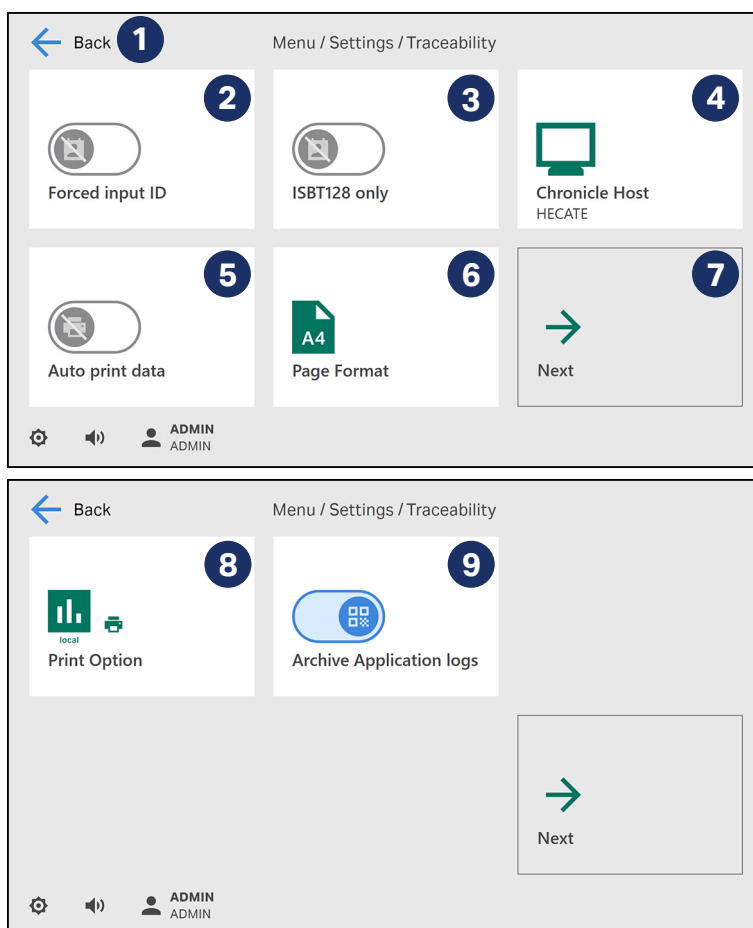 Back 1 Menu / Settings / Traceability
2 3 4
Forced input ID ISBT128 only Chronicle Host
HECATE
5 6 7
A4
Auto print data Page Format Next
ADMIN
ADMIN
Back Menu / Settings / Traceability
8 9
local
Print Option Archive Application logs
Next
ADMIN
ADMIN